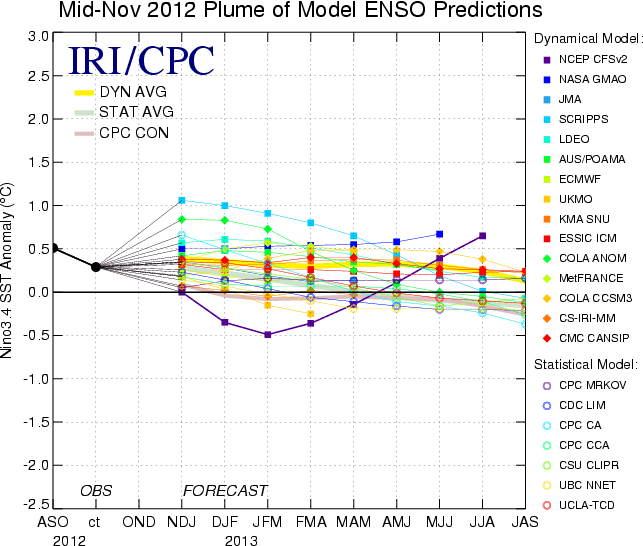 Mid-Nov 2012 Plume of Model ENSO Predictions
IRI/CPC
DYN AVG
STAT AVG
CPC CON
Nino3.4 SST Anomaly (°C)
3.0
2.5
2.0
1.5
1.0
0.5
0.0
-0.5
-1.0
-1.5
-2.0
-2.5
OBS FORECAST
ASO ct OND NDJ DJF JFM FMA MAM AMJ MJJ JJA JAS
2012 2013
Dynamical Model:
NCEP CFSv2
NASA GMAO
JMA
SCRIPPS
LDEO
AUS/POAMA
ECMWF
UKMO
KMA SNU
ESSIC ICM
COLA ANOM
MetFRANCE
COLA CCSM3
CS-IRI-MM
CMC CANSIP
Statistical Model:
CPC MRKOV
CDC LIM
CPC CA
CPC CCA
CSU CLIPR
UBC NNET
UCLA-TCD